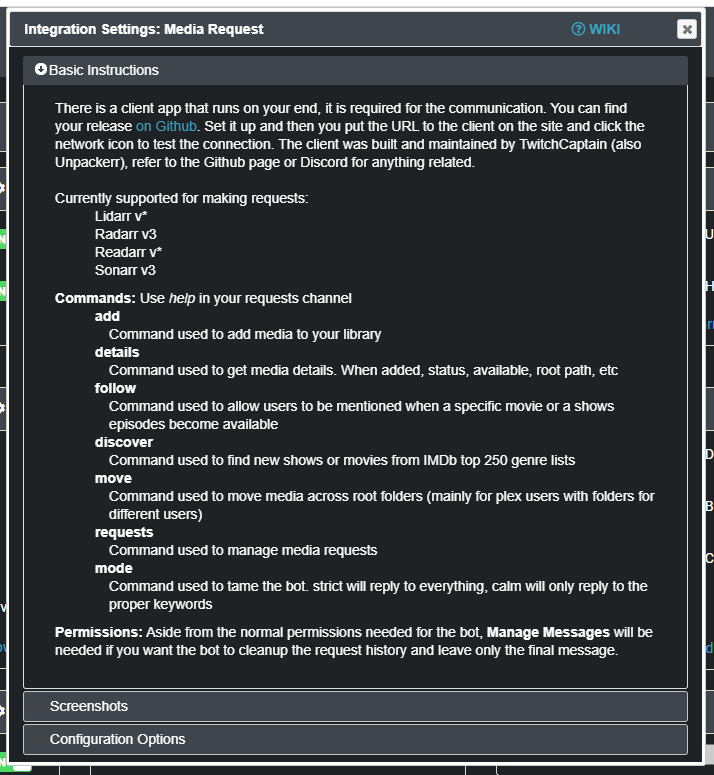 Integration Settings: Media Request
WIKI
Basic Instructions
There is a client app that runs on your end, it is required for the communication. You can find
your release on Github. Set it up and then you put the URL to the client on the site and click the
network icon to test the connection. The client was built and maintained by TwitchCaptain (also
Unpackerr), refer to the Github page or Discord for anything related.
Currently supported for making requests:
Lidarr v*
Radarr v3
Readarr v*
Sonarr v3
Commands: Use help in your requests channel
add
Command used to add media to your library
details
Command used to get media details. When added, status, available, root path, etc
follow
Command used to allow users to be mentioned when a specific movie or a shows
episodes become available
discover
Command used to find new shows or movies from IMDb top 250 genre lists
move
Command used to move media across root folders (mainly for plex users with folders for
different users)
requests
Command used to manage media requests
mode
Command used to tame the bot. strict will reply to everything, calm will only reply to the
proper keywords
Permissions: Aside from the normal permissions needed for the bot, Manage Messages will be
needed if you want the bot to cleanup the request history and leave only the final message.
Screenshots
Configuration Options